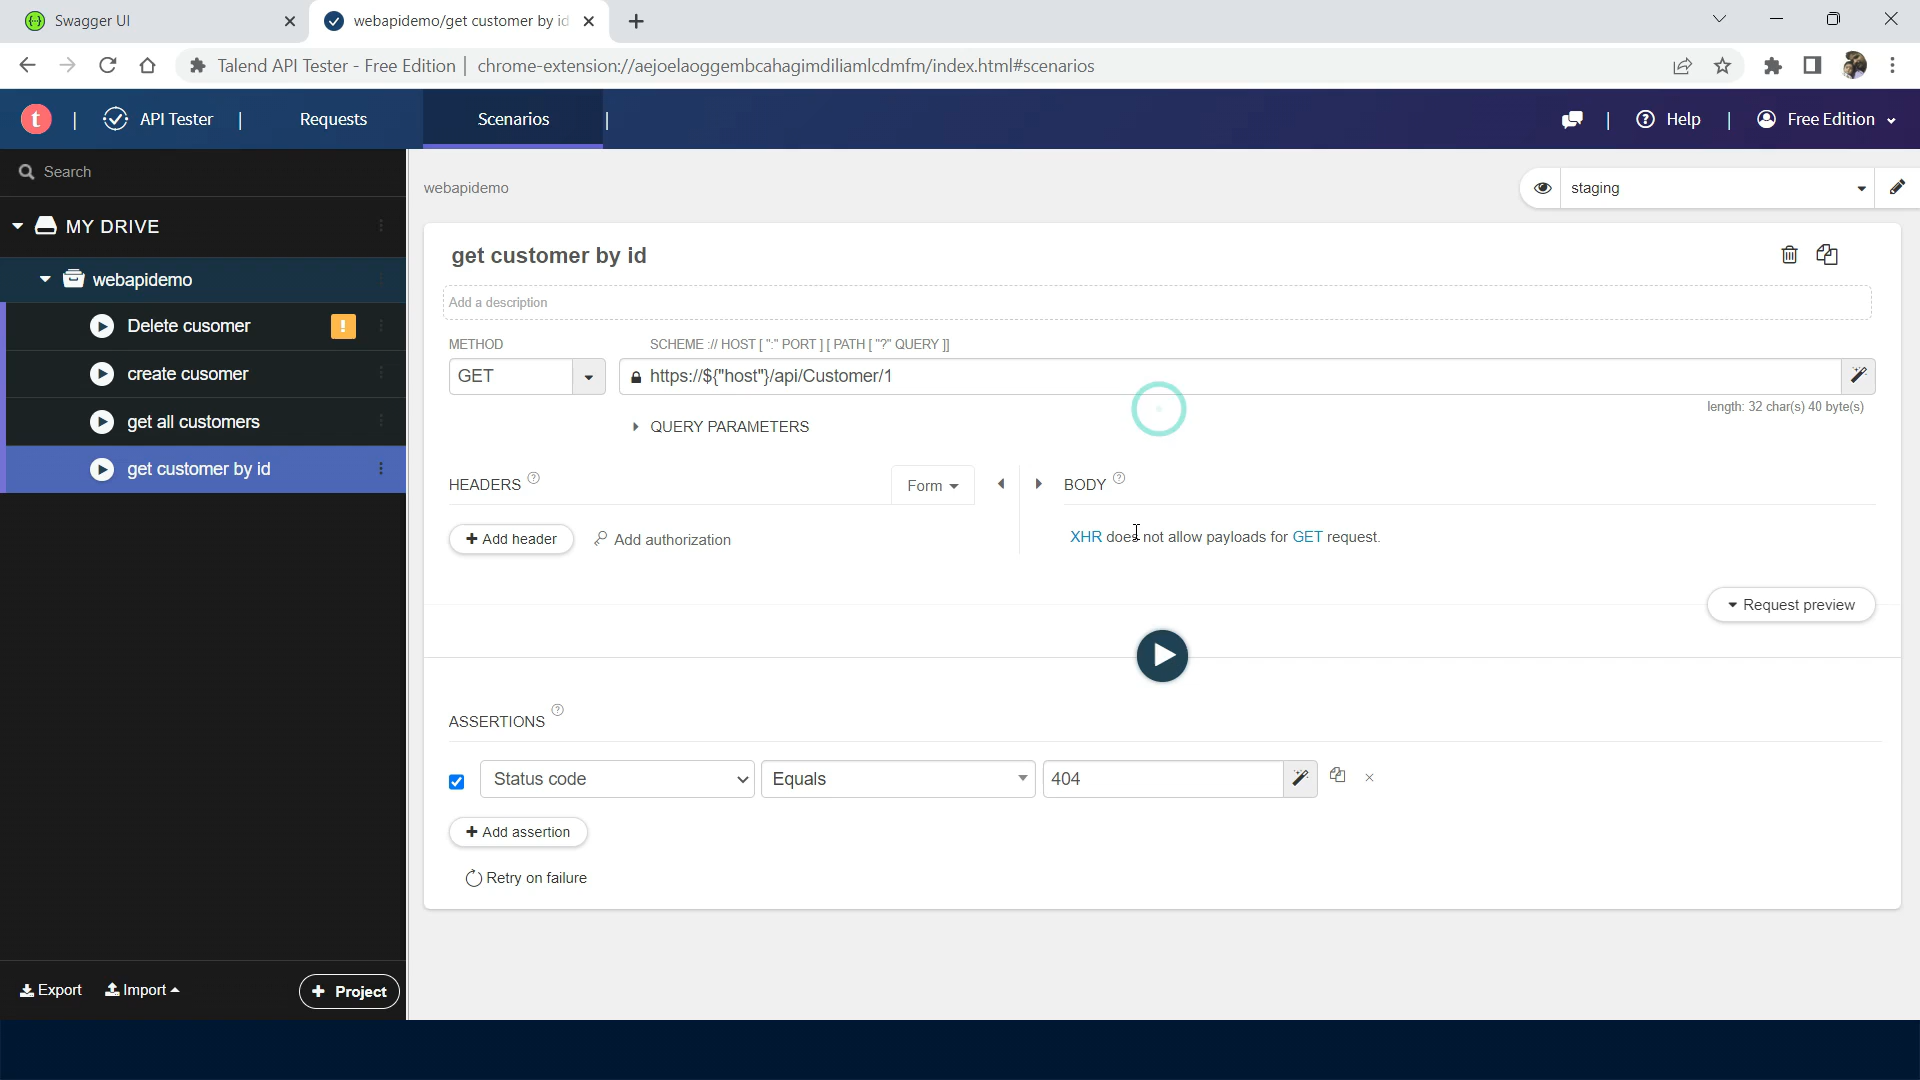 Swagger UI
webapidemo/get customer by id
Talend API Tester - Free Edition | chrome-extension://aejoelaoggembcahagimdiliamlcdmfm/index.html#scenarios
t | API Tester | Requests Scenarios | | Help | Free Edition
Search
MY DRIVE
webapidemo
Delete cusomer !
create cusomer
get all customers
get customer by id
Export Import + Project
webapidemo
staging
get customer by id
Add a description
METHOD SCHEME :// HOST [ ":" PORT ] [ PATH [ "?" QUERY ]]
GET https://${"host"}/api/Customer/1
length: 32 char(s) 40 byte(s)
QUERY PARAMETERS
HEADERS ? Form BODY ?
+ Add header Add authorization XHR does not allow payloads for GET request.
Request preview
ASSERTIONS ?
Status code Equals 404
+ Add assertion
Retry on failure